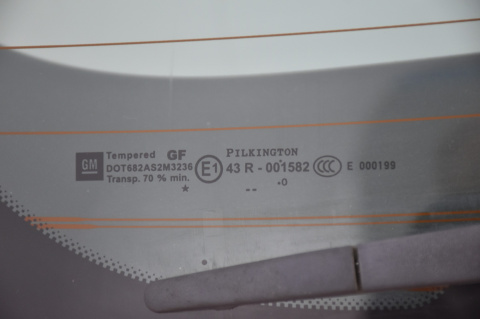 GM
Tempered GF
DOT682AS2M3236
Transp. 70 % min.
*
E1
PILKINGTON
43 R - 001582
-- .o
CCC
E 000199